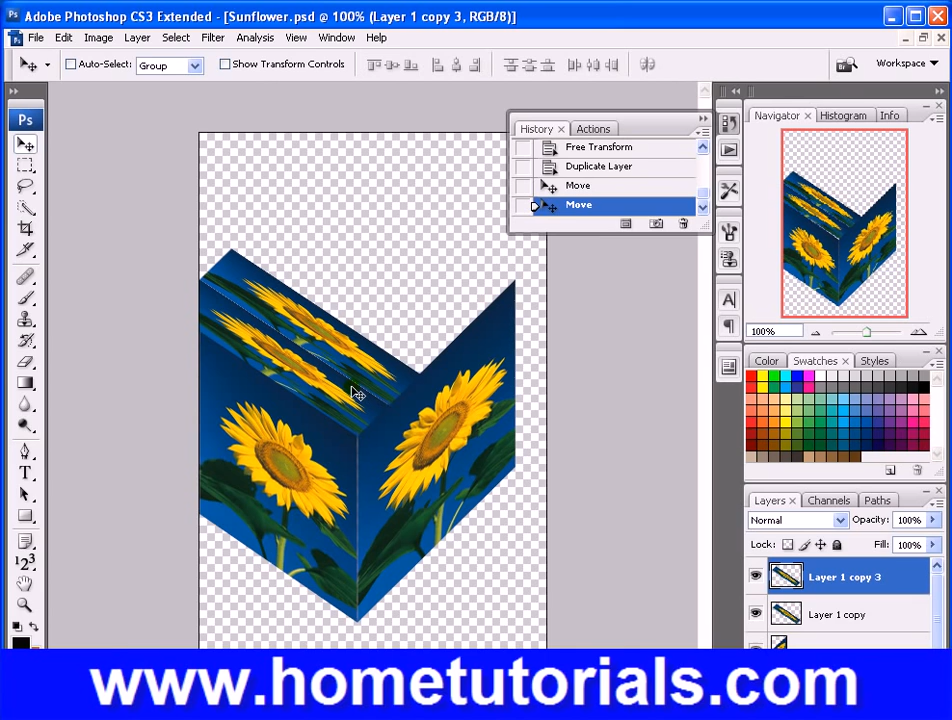 Adobe Photoshop CS3 Extended - [Sunflower.psd @ 100% (Layer 1 copy 3, RGB/8)]
File Edit Image Layer Select Filter Analysis View Window Help
Auto-Select: Group Show Transform Controls Workspace
Ps
History Actions
Free Transform
Duplicate Layer
Move
Move
Navigator Histogram Info
100%
Color Swatches Styles
Layers Channels Paths
Normal Opacity: 100%
Lock: Fill: 100%
Layer 1 copy 3
Layer 1 copy
www.hometutorials.com